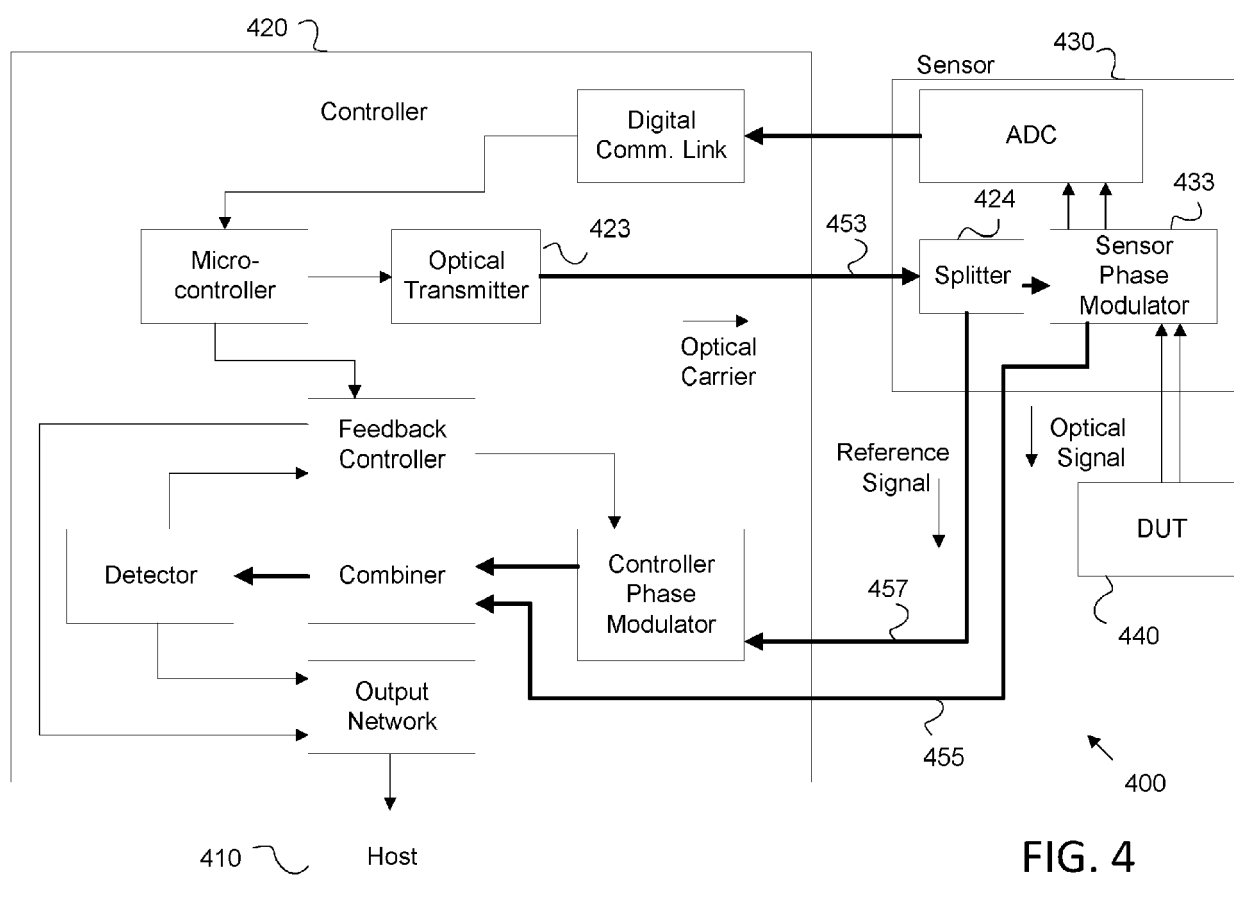 420
430
Sensor
Controller
Digital
Comm. Link
ADC
424
433
423
453
Micro-
controller
Optical
Transmitter
Splitter
Sensor
Phase
Modulator
Optical
Carrier
Feedback
Controller
Reference
Signal
Optical
Signal
DUT
Detector
Combiner
Controller
Phase
Modulator
457
440
Output
Network
455
400
410
Host
FIG. 4